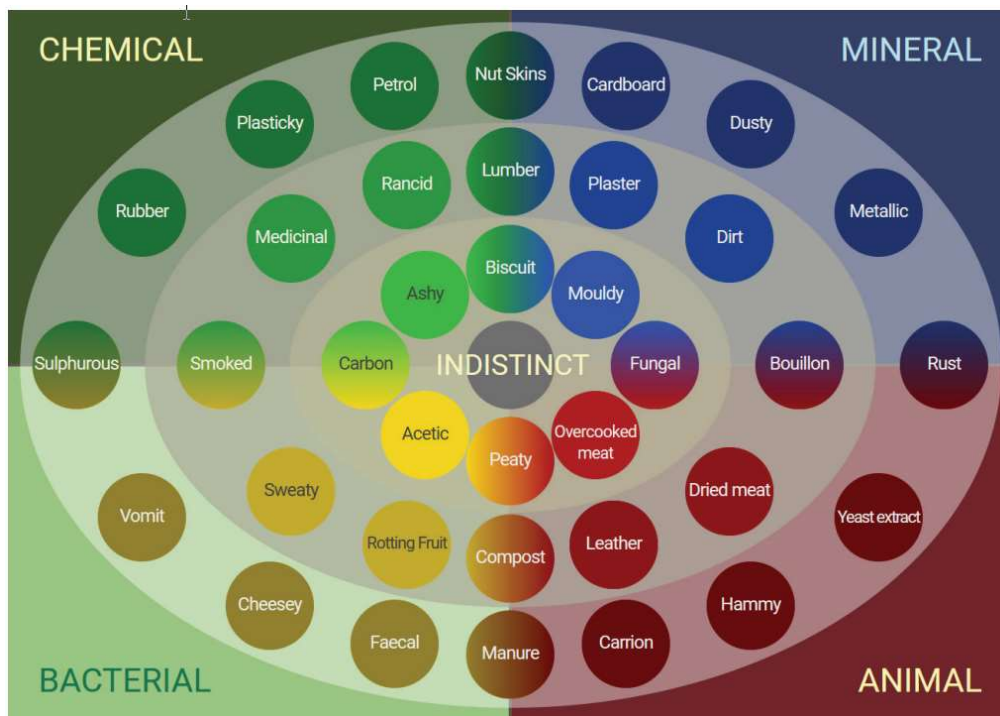 CHEMICAL
MINERAL
Nut Skins
Petrol
Cardboard
Plasticky
Dusty
Lumber
Rancid
Plaster
Rubber
Metallic
Medicinal
Dirt
Biscuit
Ashy
Mouldy
Sulphurous
Smoked
Carbon
INDISTINCT
Fungal
Bouillon
Rust
Acetic
Overcooked
meat
Peaty
Sweaty
Dried meat
Vomit
Yeast extract
Rotting Fruit
Leather
Compost
Cheesey
Hammy
Faecal
Carrion
Manure
BACTERIAL
ANIMAL